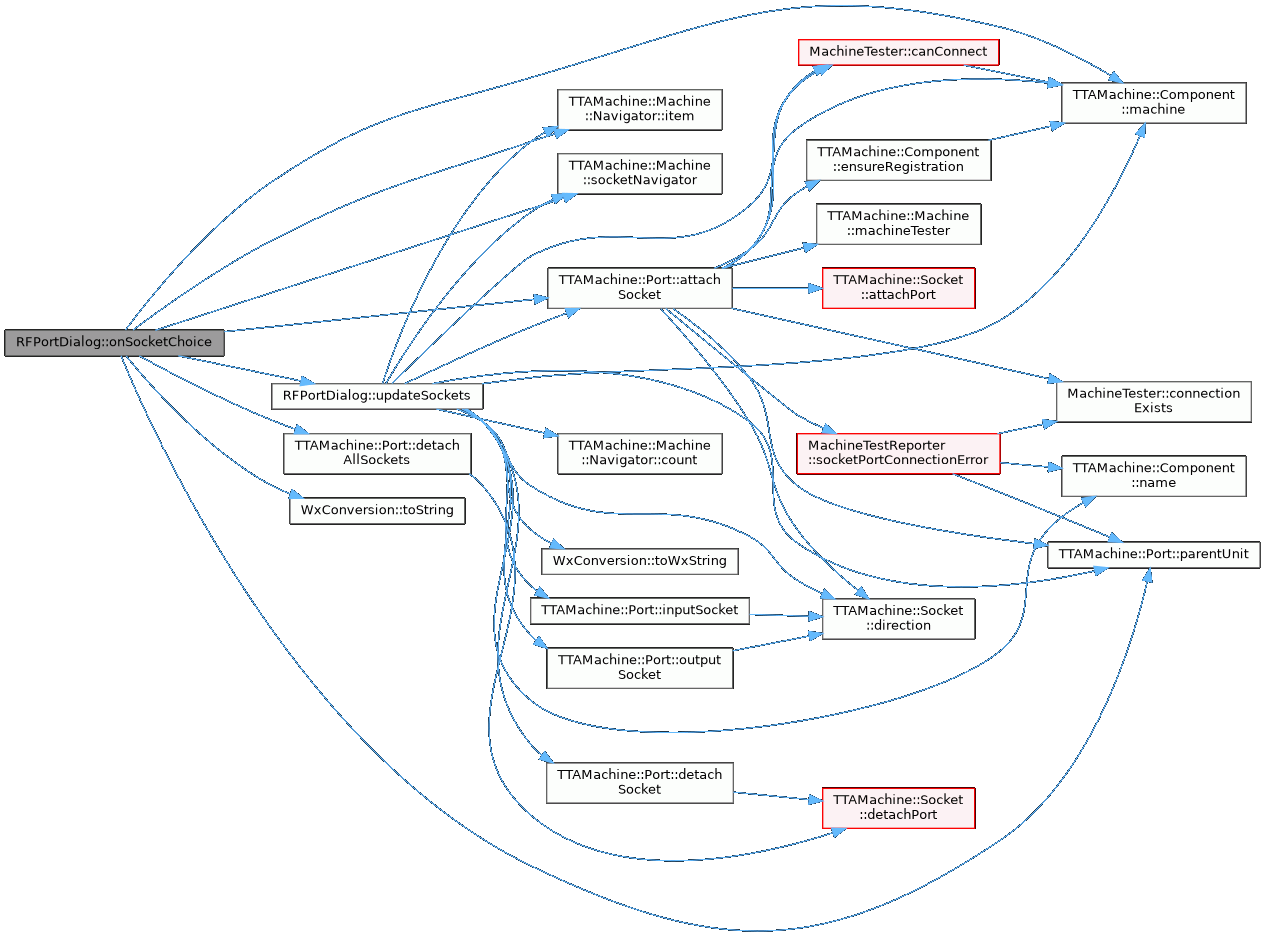 RFPortDialog::onSocketChoice
TTAMachine::Machine
::Navigator::item
TTAMachine::Machine
::socketNavigator
TTAMachine::Port::attach
Socket
RFPortDialog::updateSockets
TTAMachine::Port::detach
AllSockets
WxConversion::toString
TTAMachine::Machine
::Navigator::count
WxConversion::toWxString
TTAMachine::Port::inputSocket
TTAMachine::Port::output
Socket
TTAMachine::Port::detach
Socket
MachineTester::canConnect
TTAMachine::Component
::machine
TTAMachine::Component
::ensureRegistration
TTAMachine::Machine
::machineTester
TTAMachine::Socket
::attachPort
MachineTester::connection
Exists
MachineTestReporter
::socketPortConnectionError
TTAMachine::Component
::name
TTAMachine::Port::parentUnit
TTAMachine::Socket
::direction
TTAMachine::Socket
::detachPort